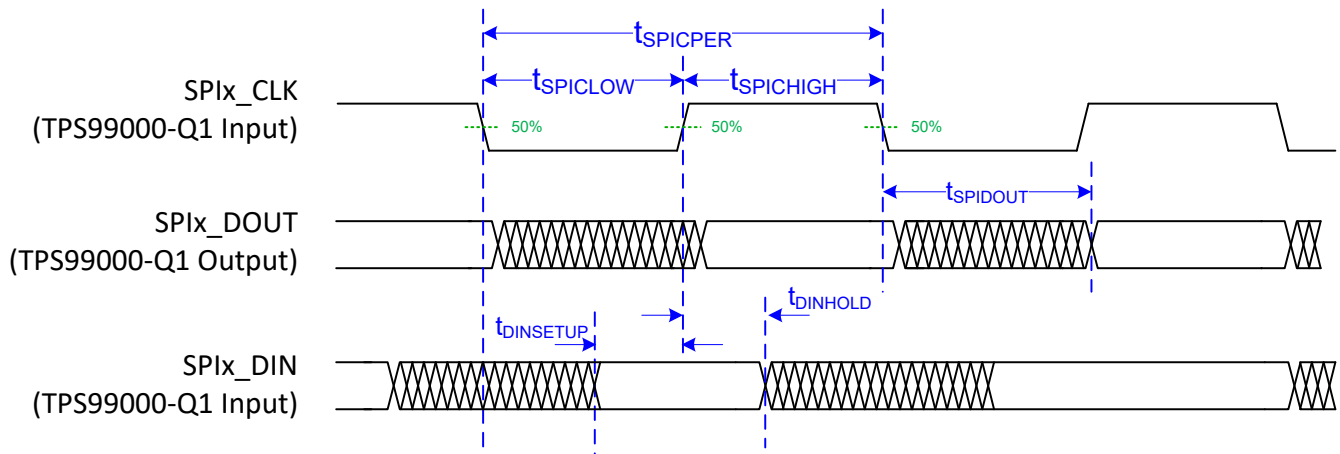 tSPICPER
tSPICLOW
tSPICHIGH
SPIx_CLK
(TPS99000-Q1 Input)
50%
50%
50%
tSPIDOUT
SPIx_DOUT
(TPS99000-Q1 Output)
tDINSETUP
tDINHOLD
SPIx_DIN
(TPS99000-Q1 Input)